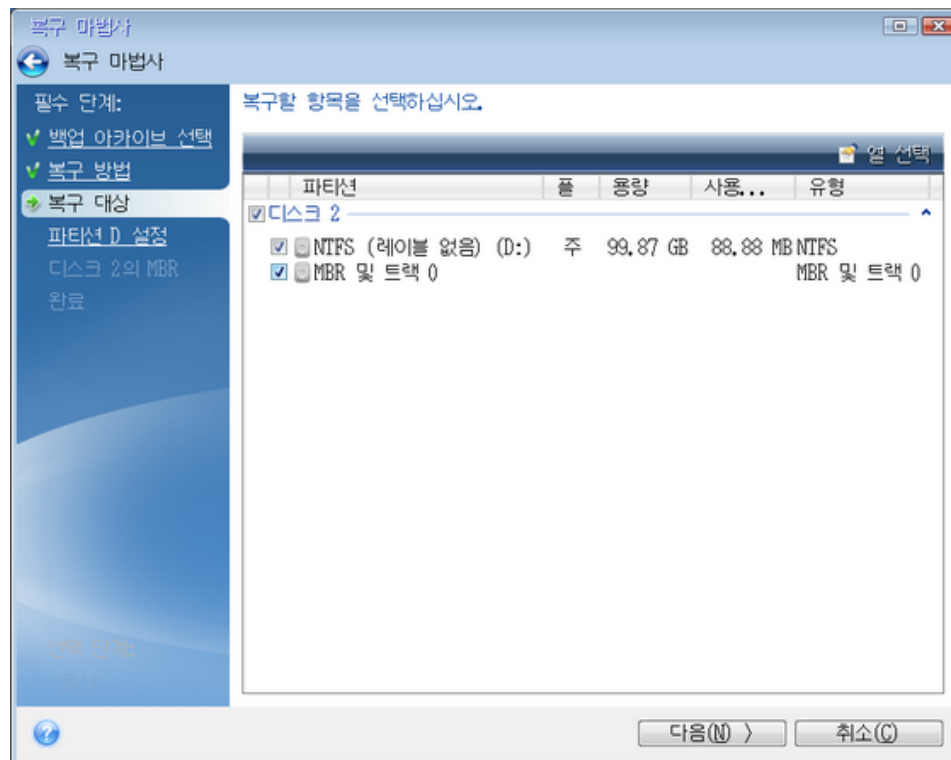 복구 마법사
복구 마법사
필수 단계:
백업 아카이브 선택
복구 방법
복구 대상
파티션 D 설정
디스크 2의 MBR
완료
복구할 항목을 선택하십시오.
열 선택
파티션 플 용량 사용... 유형
디스크 2
NTFS (레이블 없음) (D:) 주 99.87 GB 88.88 MB NTFS
MBR 및 트랙 0 MBR 및 트랙 0
다음(N) > 취소(C)